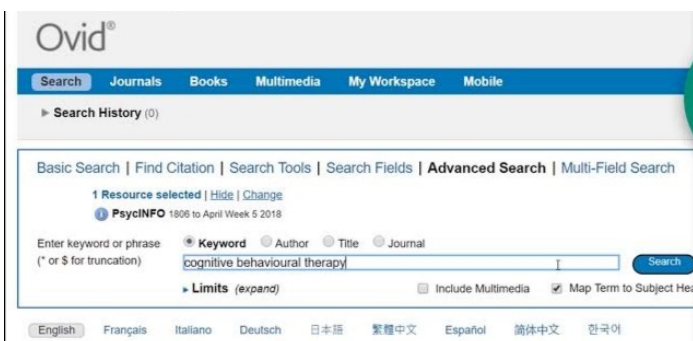 Ovid®
Search Journals Books Multimedia My Workspace Mobile
▶ Search History (0)
Basic Search | Find Citation | Search Tools | Search Fields | Advanced Search | Multi-Field Search
1 Resource selected | Hide | Change
PsycINFO 1806 to April Week 5 2018
Enter keyword or phrase Keyword Author Title Journal
(* or $ for truncation) cognitive behavioural therapy Search
▸ Limits (expand) Include Multimedia Map Term to Subject Hea
English Français Italiano Deutsch 日本語 繁體中文 Español 简体中文 한국어